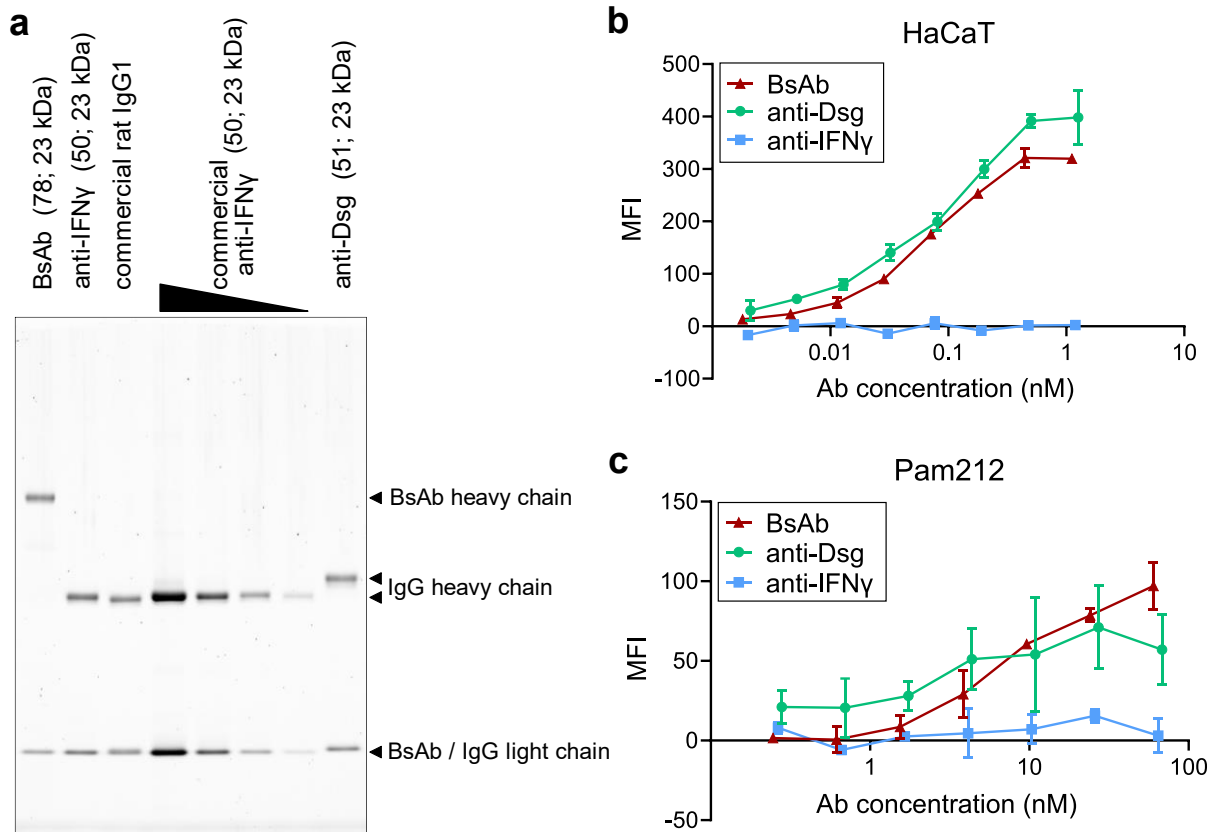 a
BsAb (78; 23 kDa)
anti-IFNγ (50; 23 kDa)
commercial rat IgG1
commercial
anti-IFNγ (50; 23 kDa)
anti-Dsg (51; 23 kDa)
BsAb heavy chain
IgG heavy chain
BsAb / IgG light chain
b
HaCaT
BsAb
anti-Dsg
anti-IFNγ
500
400
300
200
100
0
-100
MFI
0.01 0.1 1 10
Ab concentration (nM)
c
Pam212
BsAb
anti-Dsg
anti-IFNγ
150
100
50
0
-50
MFI
1 10 100
Ab concentration (nM)